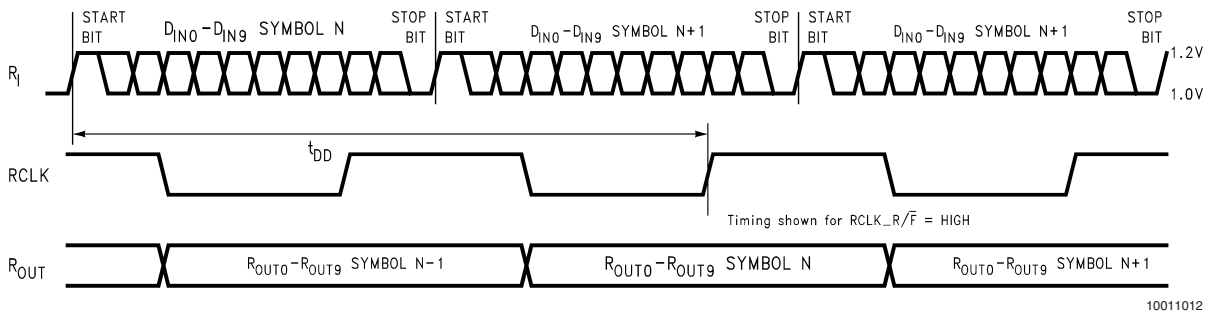 START BIT D_IN0–D_IN9 SYMBOL N STOP BIT START BIT D_IN0–D_IN9 SYMBOL N+1 STOP BIT START BIT D_IN0–D_IN9 SYMBOL N+1 STOP BIT
R_I 1.2V
1.0V
t_DD
RCLK
Timing shown for RCLK_R/F̅ = HIGH
R_OUT R_OUT0–R_OUT9 SYMBOL N-1 R_OUT0–R_OUT9 SYMBOL N R_OUT0–R_OUT9 SYMBOL N+1
10011012